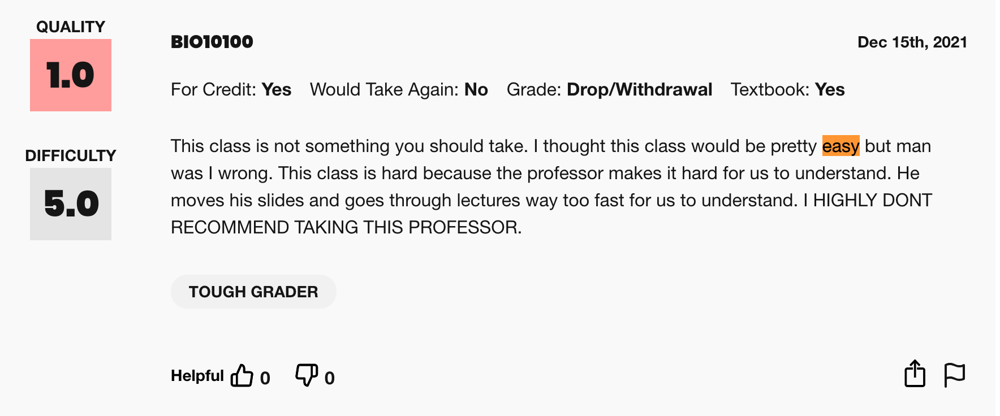 QUALITY
1.0
DIFFICULTY
5.0
BIO10100
Dec 15th, 2021
For Credit: Yes Would Take Again: No Grade: Drop/Withdrawal Textbook: Yes
This class is not something you should take. I thought this class would be pretty easy but man
was I wrong. This class is hard because the professor makes it hard for us to understand. He
moves his slides and goes through lectures way too fast for us to understand. I HIGHLY DONT
RECOMMEND TAKING THIS PROFESSOR.
TOUGH GRADER
Helpful 0 0